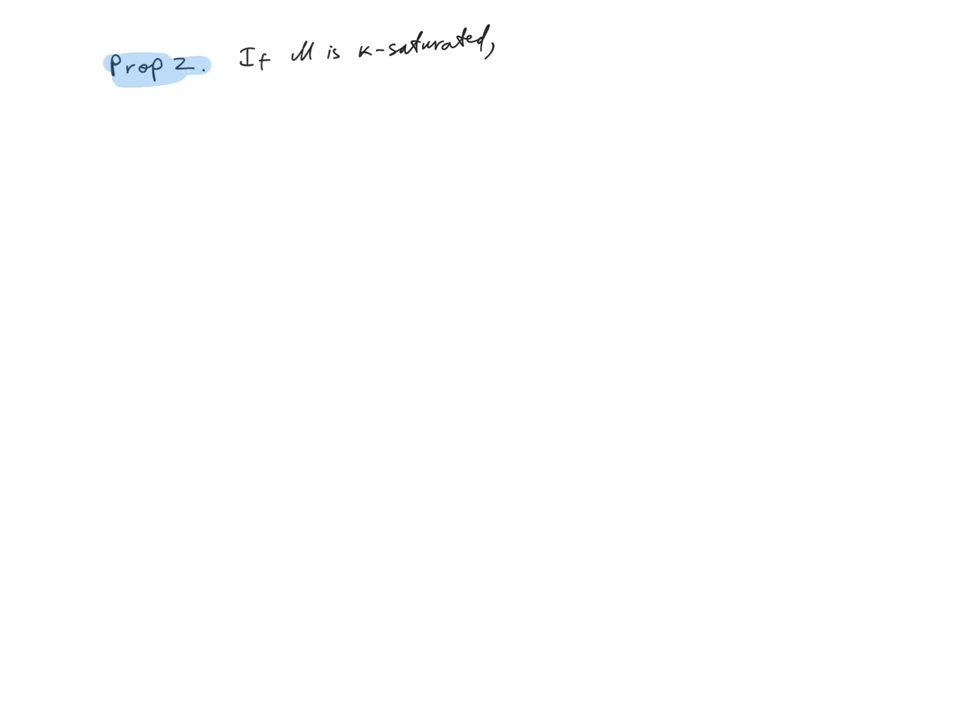 Prop 2. If M is κ-saturated,